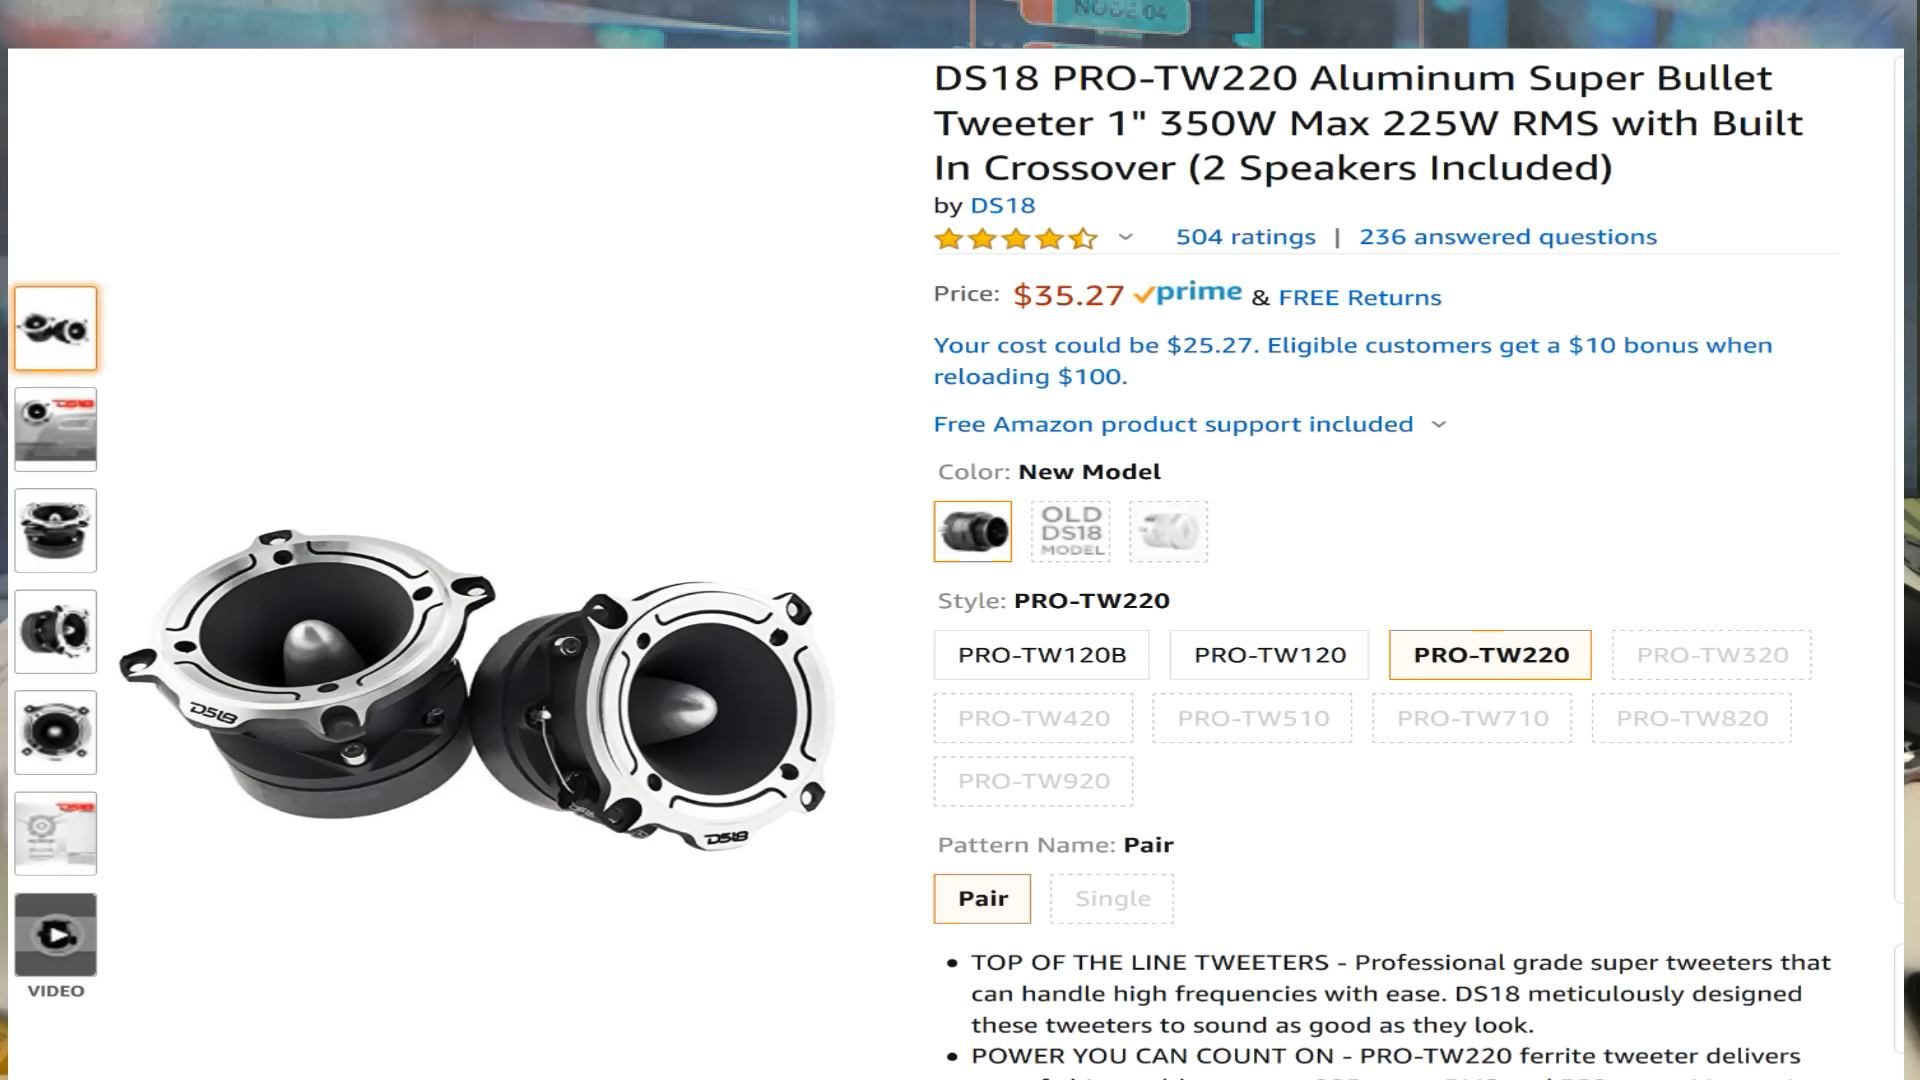 NODE 04
DS18 PRO-TW220 Aluminum Super Bullet
Tweeter 1" 350W Max 225W RMS with Built
In Crossover (2 Speakers Included)
by DS18
504 ratings | 236 answered questions
Price: $35.27 prime & FREE Returns
Your cost could be $25.27. Eligible customers get a $10 bonus when
reloading $100.
Free Amazon product support included
Color: New Model
OLD
DS18
MODEL
Style: PRO-TW220
PRO-TW120B PRO-TW120 PRO-TW220 PRO-TW320
PRO-TW420 PRO-TW510 PRO-TW710 PRO-TW820
PRO-TW920
Pattern Name: Pair
Pair Single
• TOP OF THE LINE TWEETERS - Professional grade super tweeters that
can handle high frequencies with ease. DS18 meticulously designed
these tweeters to sound as good as they look.
• POWER YOU CAN COUNT ON - PRO-TW220 ferrite tweeter delivers
DS18
DS18
DS18
DS18
VIDEO